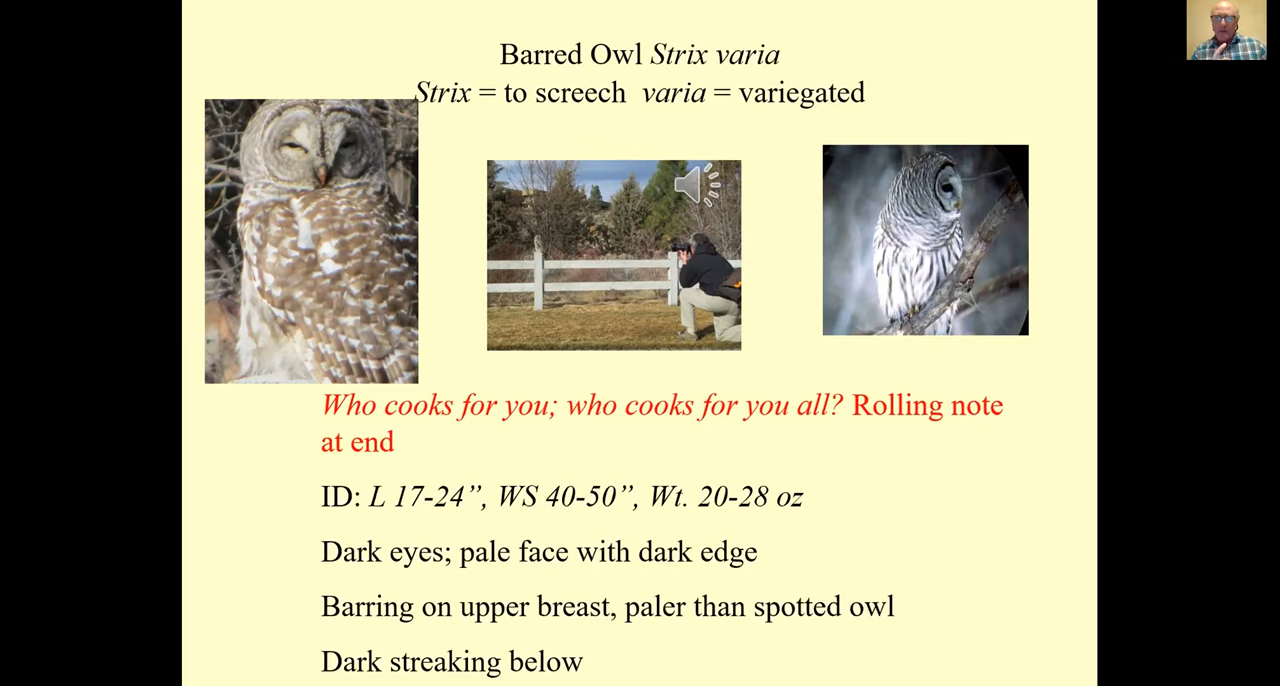 Barred Owl Strix varia
Strix = to screech varia = variegated
Who cooks for you; who cooks for you all? Rolling note
at end
ID: L 17-24”, WS 40-50”, Wt. 20-28 oz
Dark eyes; pale face with dark edge
Barring on upper breast, paler than spotted owl
Dark streaking below